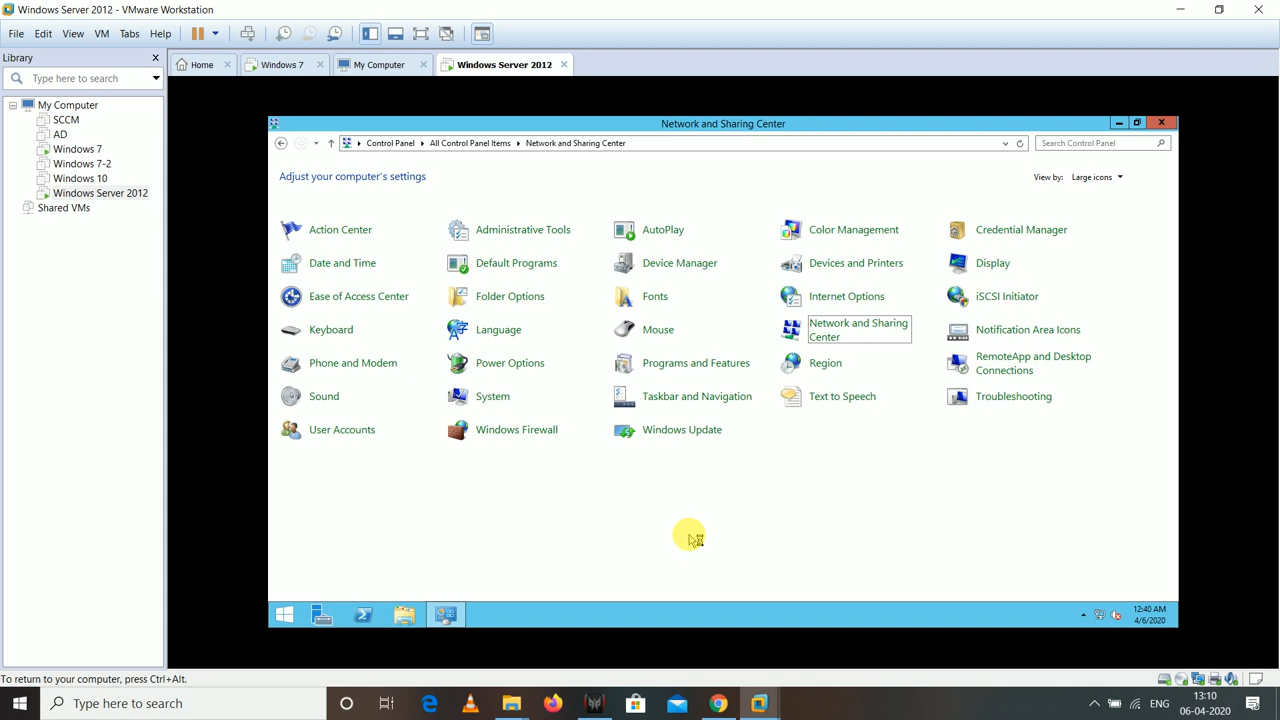 Windows Server 2012 - VMware Workstation
File Edit View VM Tabs Help
Library
Type here to search
Home Windows 7 My Computer Windows Server 2012
My Computer
SCCM
AD
Windows 7
Windows 7-2
Windows 10
Windows Server 2012
Shared VMs
Network and Sharing Center
Control Panel All Control Panel Items Network and Sharing Center Search Control Panel
Adjust your computer's settings View by: Large icons
Action Center Administrative Tools AutoPlay Color Management Credential Manager
Date and Time Default Programs Device Manager Devices and Printers Display
Ease of Access Center Folder Options Fonts Internet Options iSCSI Initiator
Keyboard Language Mouse Network and Sharing Center Notification Area Icons
Phone and Modem Power Options Programs and Features Region RemoteApp and Desktop Connections
Sound System Taskbar and Navigation Text to Speech Troubleshooting
User Accounts Windows Firewall Windows Update
12:40 AM
4/6/2020
To return to your computer, press Ctrl+Alt.
Type here to search
ENG
13:10
06-04-2020